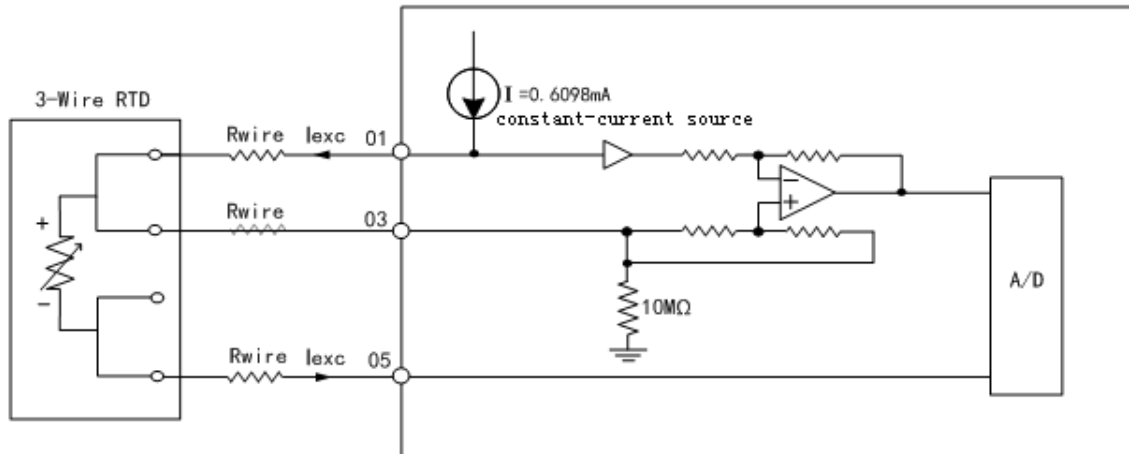 3-Wire RTD
I =0.6098mA
constant-current source
Rwire Iexc 01
Rwire 03
+
-
−
+
10MΩ
A/D
Rwire Iexc 05